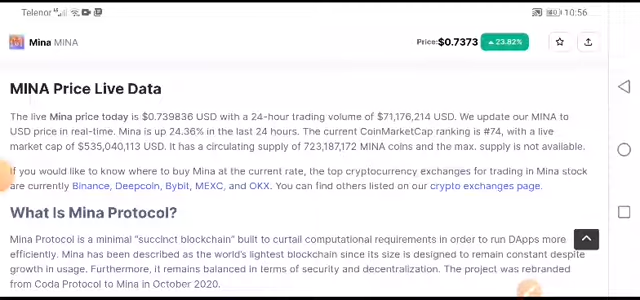 Telenor 10:56
Mina MINA Price:$0.7373 23.82%
MINA Price Live Data
The live Mina price today is $0.739836 USD with a 24-hour trading volume of $71,176,214 USD. We update our MINA to
USD price in real-time. Mina is up 24.36% in the last 24 hours. The current CoinMarketCap ranking is #74, with a live
market cap of $535,040,113 USD. It has a circulating supply of 723,187,172 MINA coins and the max. supply is not available.
If you would like to know where to buy Mina at the current rate, the top cryptocurrency exchanges for trading in Mina stock
are currently Binance, Deepcoin, Bybit, MEXC, and OKX. You can find others listed on our crypto exchanges page.
What Is Mina Protocol?
Mina Protocol is a minimal “succinct blockchain” built to curtail computational requirements in order to run DApps more
efficiently. Mina has been described as the world’s lightest blockchain since its size is designed to remain constant despite
growth in usage. Furthermore, it remains balanced in terms of security and decentralization. The project was rebranded
from Coda Protocol to Mina in October 2020.